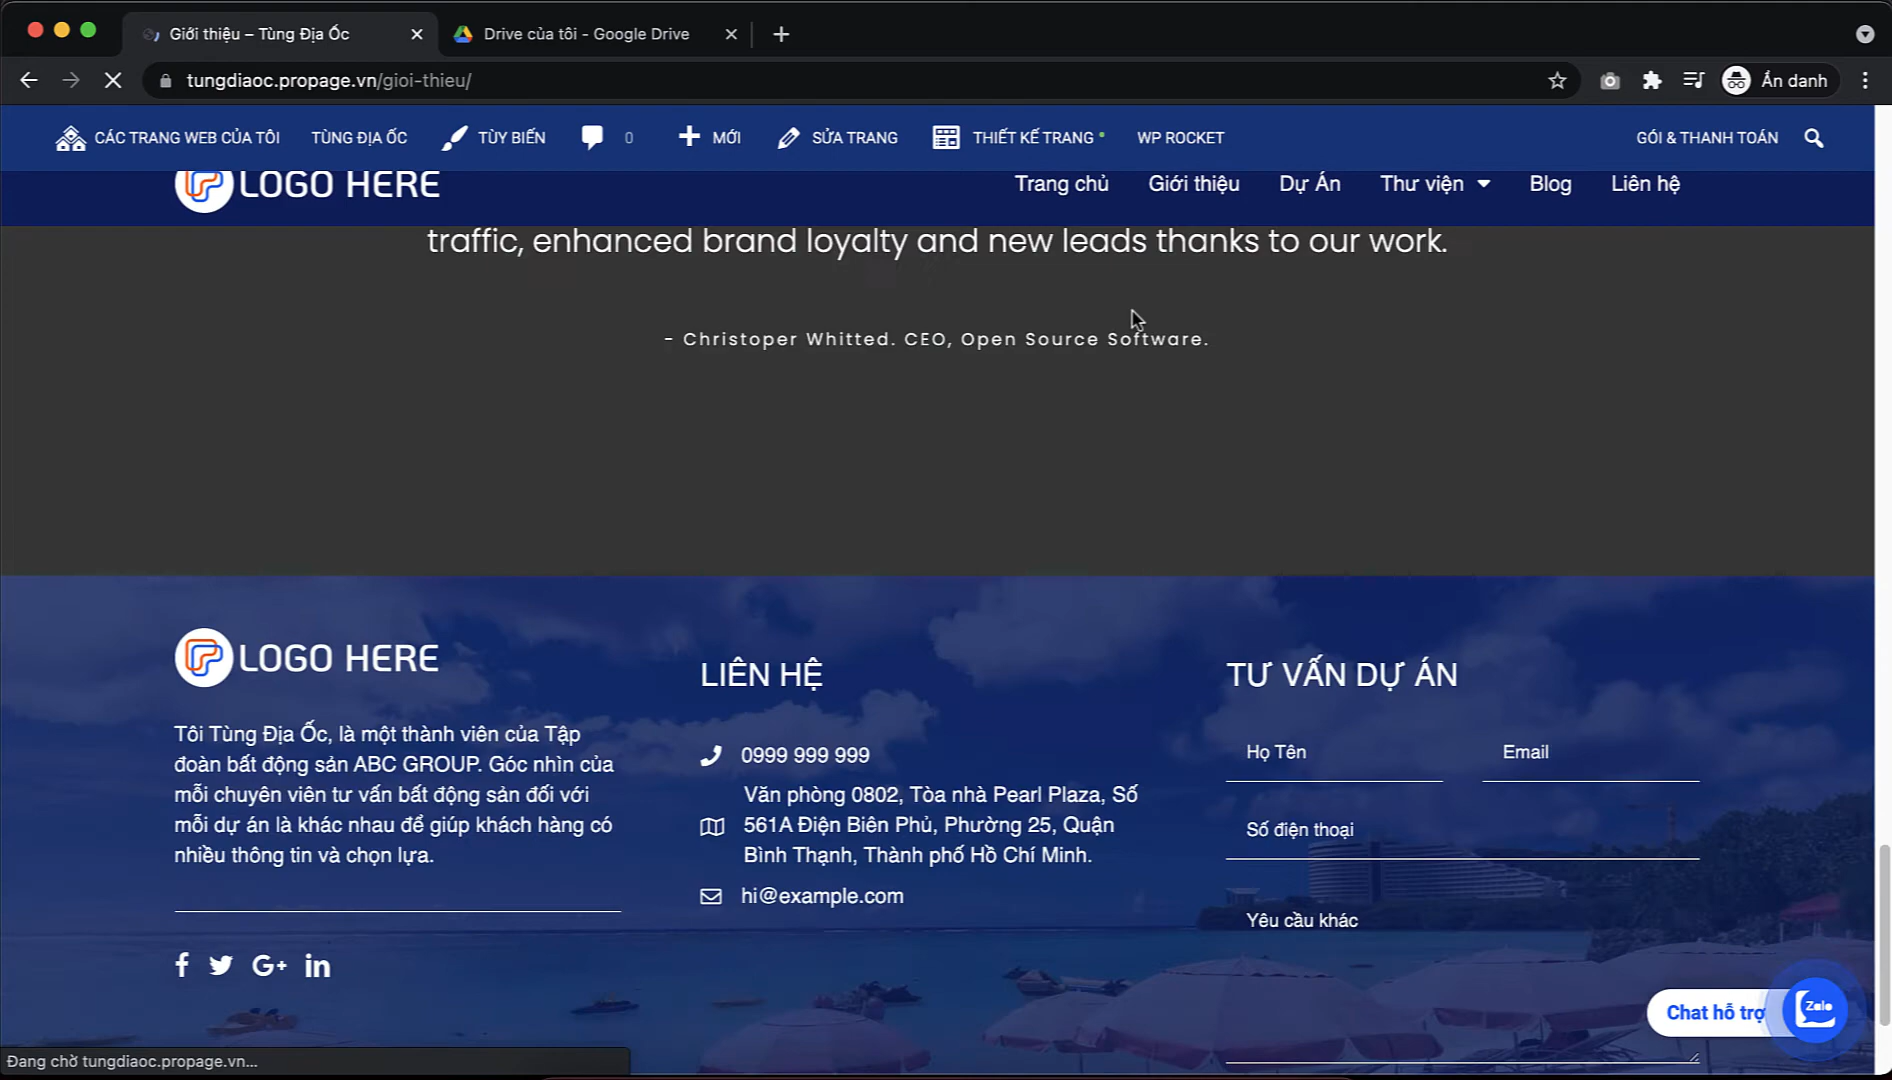 Giới thiệu – Tùng Địa Ốc
Drive của tôi - Google Drive
tungdiaoc.propage.vn/gioi-thieu/
Ẩn danh
CÁC TRANG WEB CỦA TÔI
TÙNG ĐỊA ỐC
TÙY BIẾN
0
MỚI
SỬA TRANG
THIẾT KẾ TRANG
WP ROCKET
GÓI & THANH TOÁN
LOGO HERE
Trang chủ
Giới thiệu
Dự Án
Thư viện
Blog
Liên hệ
traffic, enhanced brand loyalty and new leads thanks to our work.
- Christoper Whitted. CEO, Open Source Software.
LOGO HERE
Tôi Tùng Địa Ốc, là một thành viên của Tập
đoàn bất động sản ABC GROUP. Góc nhìn của
mỗi chuyên viên tư vấn bất động sản đối với
mỗi dự án là khác nhau để giúp khách hàng có
nhiều thông tin và chọn lựa.
G+
LIÊN HỆ
0999 999 999
Văn phòng 0802, Tòa nhà Pearl Plaza, Số
561A Điện Biên Phủ, Phường 25, Quận
Bình Thạnh, Thành phố Hồ Chí Minh.
hi@example.com
TƯ VẤN DỰ ÁN
Họ Tên
Email
Số điện thoại
Yêu cầu khác
Chat hỗ trợ
Zalo
Đang chờ tungdiaoc.propage.vn...